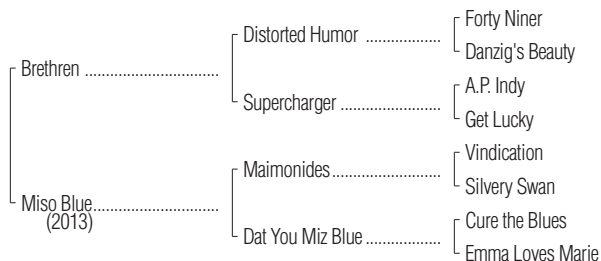 Forty Niner
Distorted Humor ..................
Danzig's Beauty
Brethren ................................
A.P. Indy
Supercharger ........................
Get Lucky
Vindication
Maimonides..........................
Silvery Swan
Miso Blue..............................
(2013)
Cure the Blues
Dat You Miz Blue ..................
Emma Loves Marie